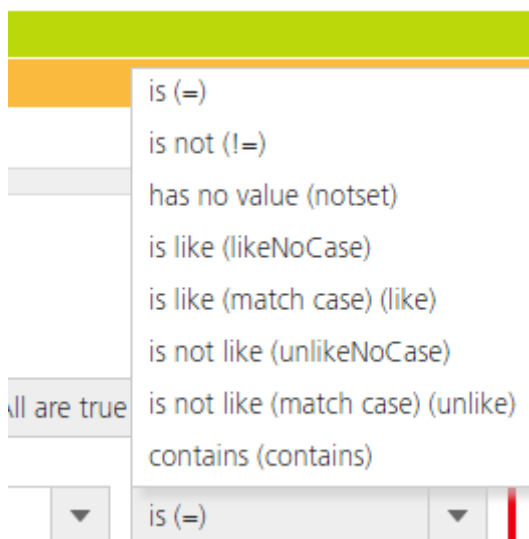 is (=)
is not (!=)
has no value (notset)
is like (likeNoCase)
is like (match case) (like)
is not like (unlikeNoCase)
All are true
is not like (match case) (unlike)
contains (contains)
is (=)